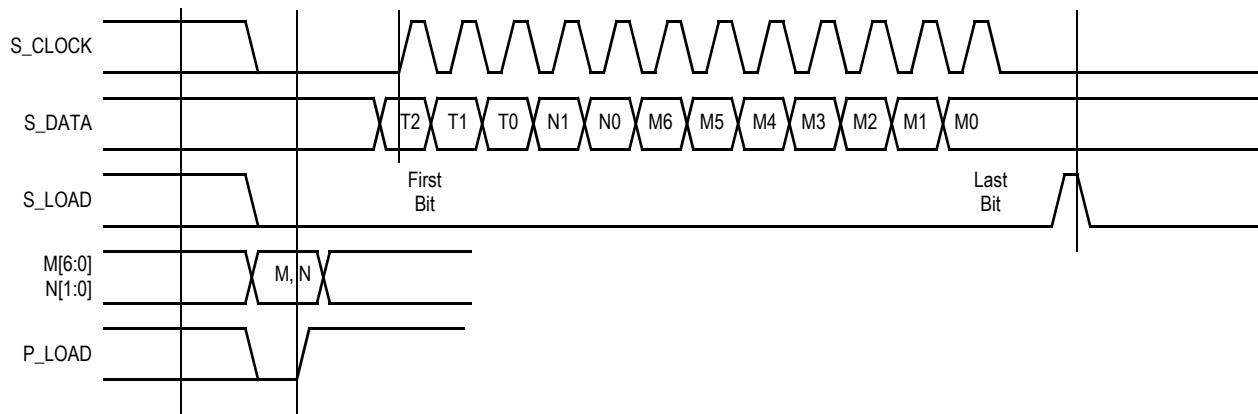 S_CLOCK
S_DATA
T2 T1 T0 N1 N0 M6 M5 M4 M3 M2 M1 M0
S_LOAD
First
Bit
Last
Bit
M[6:0]
N[1:0]
M, N
P_LOAD